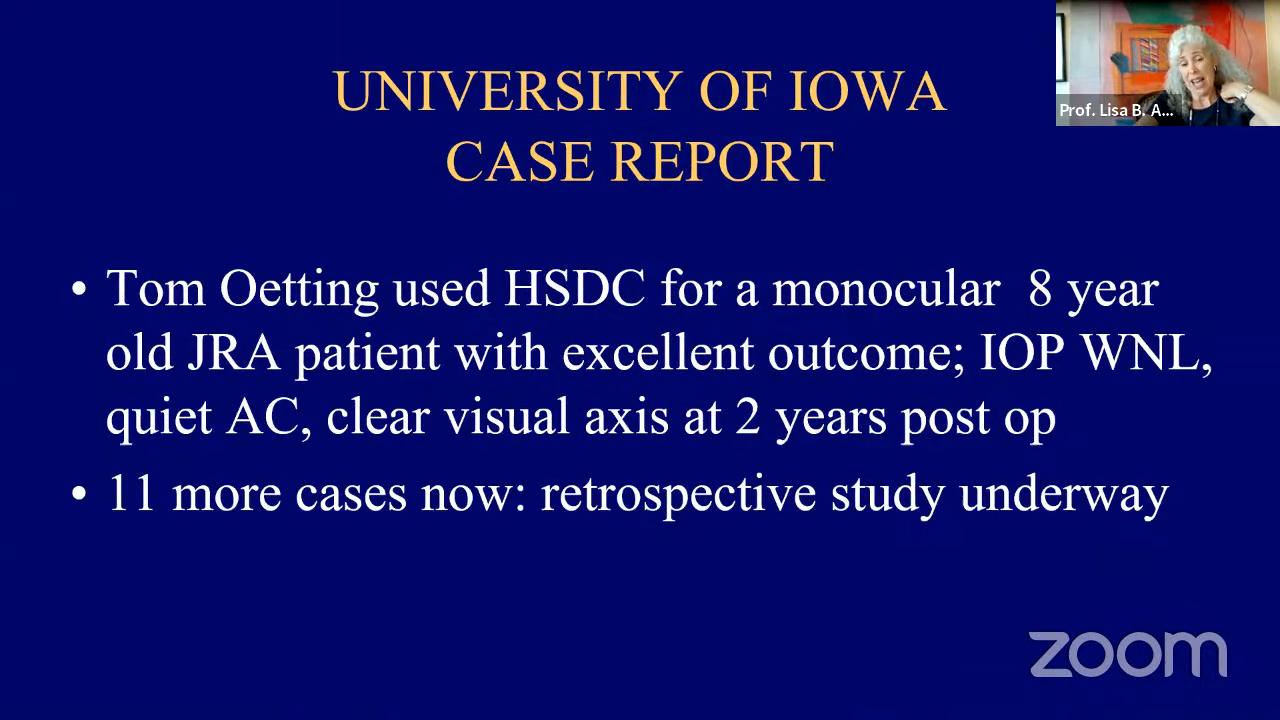 UNIVERSITY OF IOWA
CASE REPORT
Prof. Lisa B. A...
• Tom Oetting used HSDC for a monocular  8 year
old JRA patient with excellent outcome; IOP WNL,
quiet AC, clear visual axis at 2 years post op
• 11 more cases now: retrospective study underway
zoom